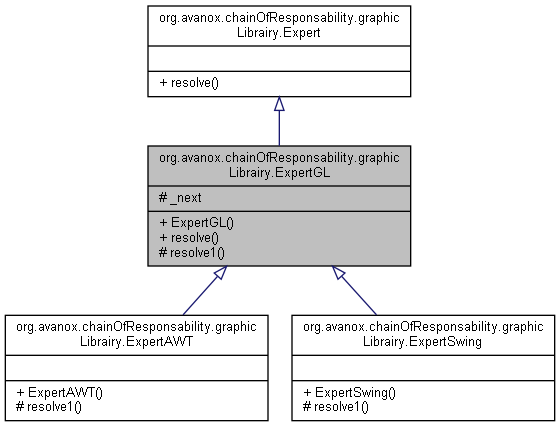 org.avanox.chainOfResponsability.graphic
Librairy.Expert
+ resolve()
org.avanox.chainOfResponsability.graphic
Librairy.ExpertGL
# _next
+ ExpertGL()
+ resolve()
# resolve1()
org.avanox.chainOfResponsability.graphic
Librairy.ExpertAWT
+ ExpertAWT()
# resolve1()
org.avanox.chainOfResponsability.graphic
Librairy.ExpertSwing
+ ExpertSwing()
# resolve1()